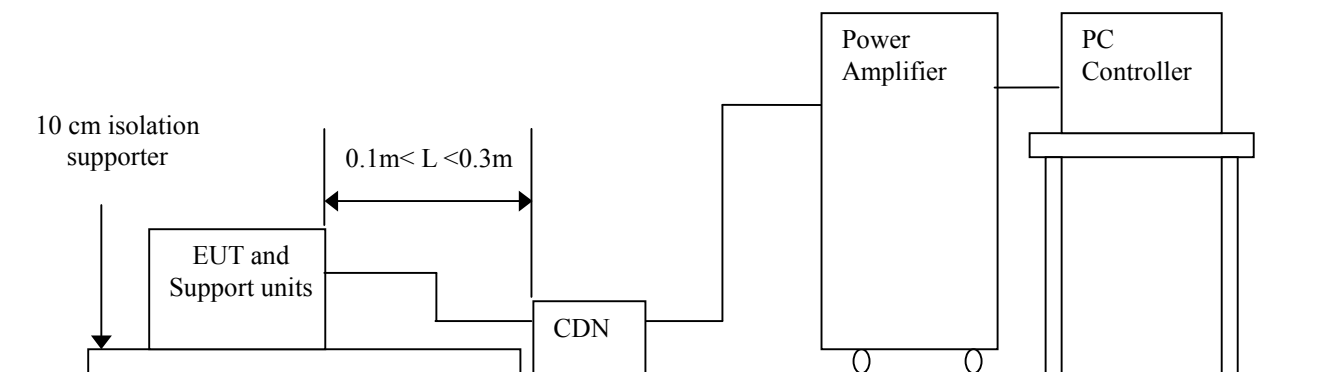 Power
Amplifier
PC
Controller
10 cm isolation
supporter
0.1m< L <0.3m
EUT and
Support units
CDN